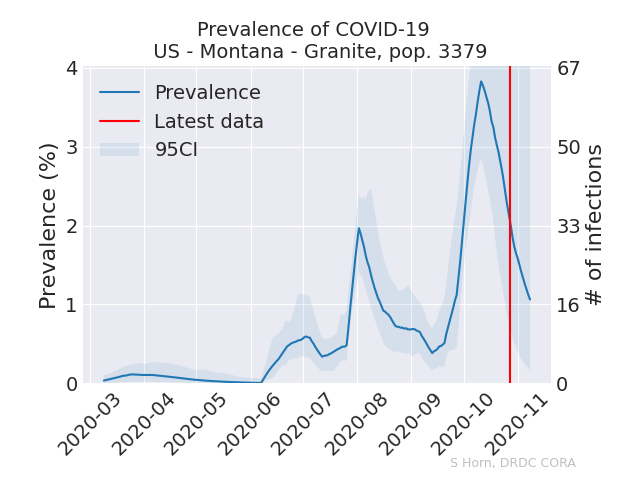 Prevalence of COVID-19
US - Montana - Granite, pop. 3379
Prevalence
Latest data
95CI
Prevalence (%)
4
3
2
1
0
67
50
33
16
0
# of infections
2020-03
2020-04
2020-05
2020-06
2020-07
2020-08
2020-09
2020-10
2020-11
S Horn, DRDC CORA